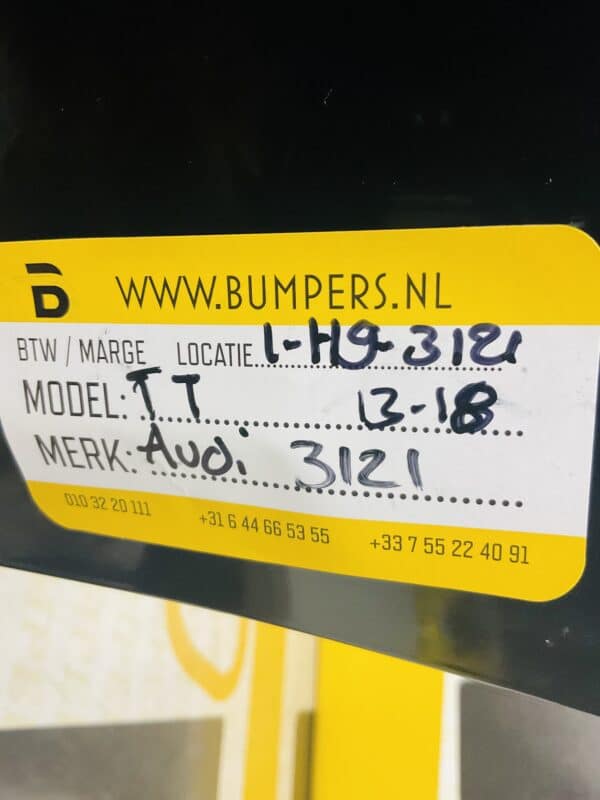 WWW.BUMPERS.NL
BTW / MARGE LOCATIE 1-H9-3121
MODEL: TT 13-18
MERK: Audi 3121
010 32 20 111 +31 6 44 66 53 55 +33 7 55 22 40 91